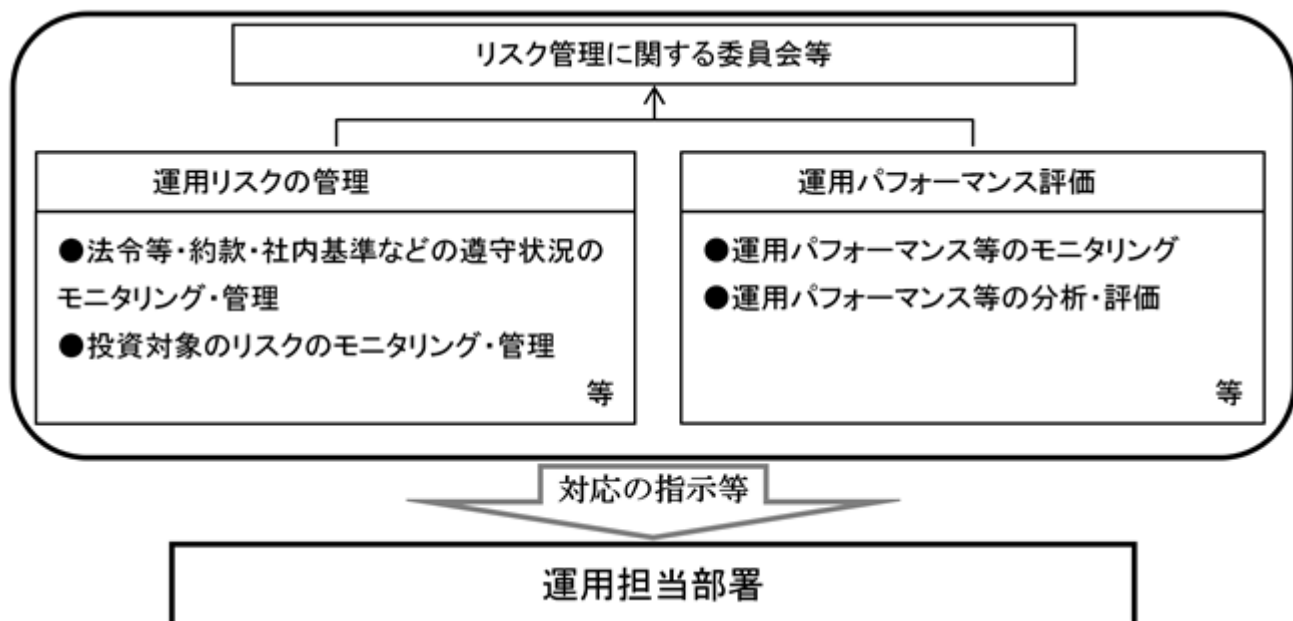 リスク管理に関する委員会等
運用リスクの管理
●法令等・約款・社内基準などの遵守状況の
モニタリング・管理
●投資対象のリスクのモニタリング・管理
等
運用パフォーマンス評価
●運用パフォーマンス等のモニタリング
●運用パフォーマンス等の分析・評価
等
対応の指示等
運用担当部署